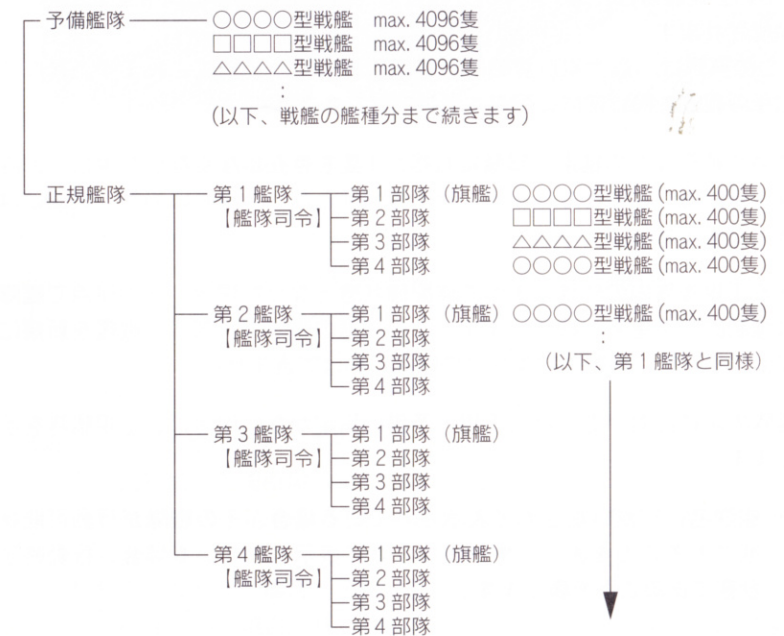 予備艦隊 ○○○○型戦艦 max. 4096隻
□□□□型戦艦 max. 4096隻
△△△△型戦艦 max. 4096隻
:
(以下、戦艦の艦種分まで続きます)
正規艦隊 第1艦隊 第1部隊 (旗艦) ○○○○型戦艦 (max. 400隻)
【艦隊司令】 第2部隊 □□□□型戦艦 (max. 400隻)
第3部隊 △△△△型戦艦 (max. 400隻)
第4部隊 ○○○○型戦艦 (max. 400隻)
第2艦隊 第1部隊 (旗艦) ○○○○型戦艦 (max. 400隻)
【艦隊司令】 第2部隊 :
第3部隊 (以下、第1艦隊と同様)
第4部隊
第3艦隊 第1部隊 (旗艦)
【艦隊司令】 第2部隊
第3部隊
第4部隊
第4艦隊 第1部隊 (旗艦)
【艦隊司令】 第2部隊
第3部隊
第4部隊